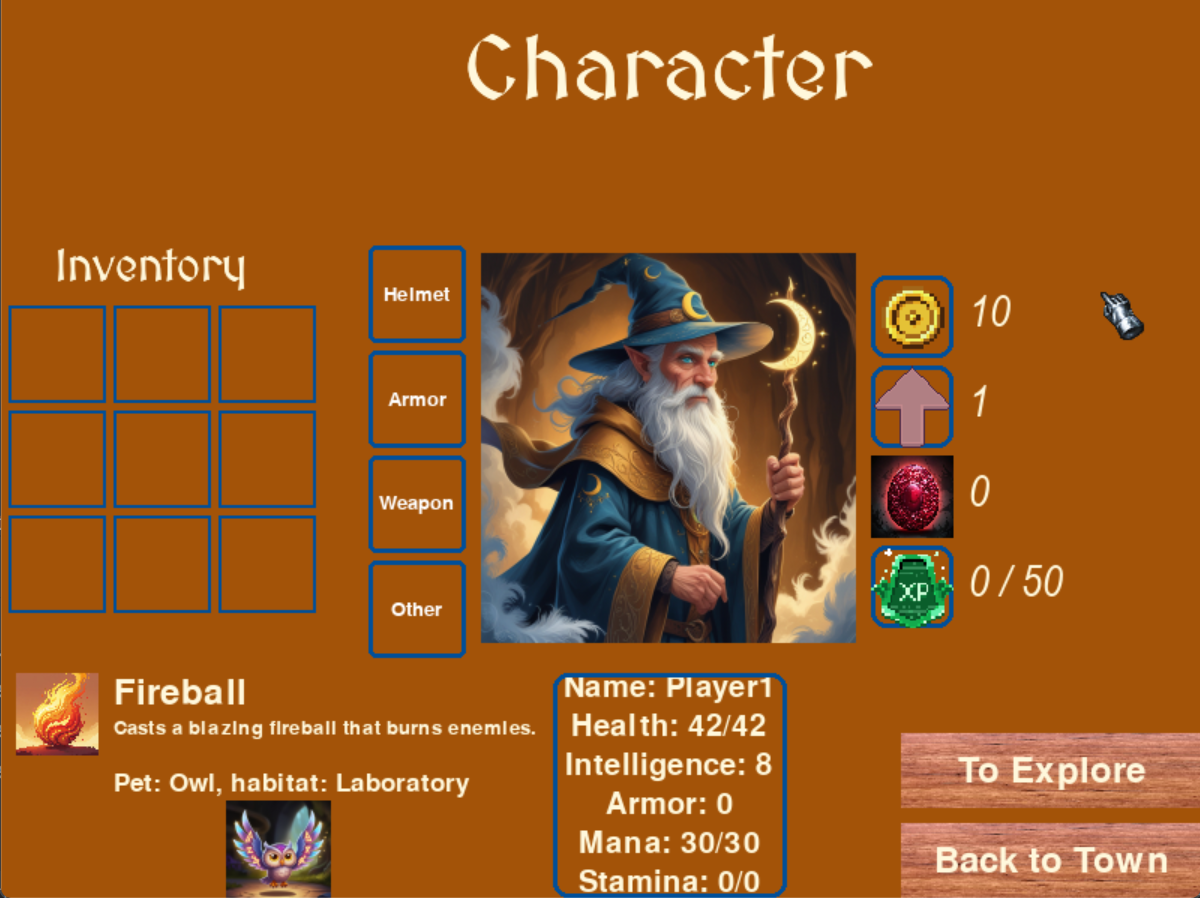 Character
Inventory
Helmet
Armor
Weapon
Other
10
1
0
XP
0 / 50
Fireball
Casts a blazing fireball that burns enemies.
Pet: Owl, habitat: Laboratory
Name: Player1
Health: 42/42
Intelligence: 8
Armor: 0
Mana: 30/30
Stamina: 0/0
To Explore
Back to Town